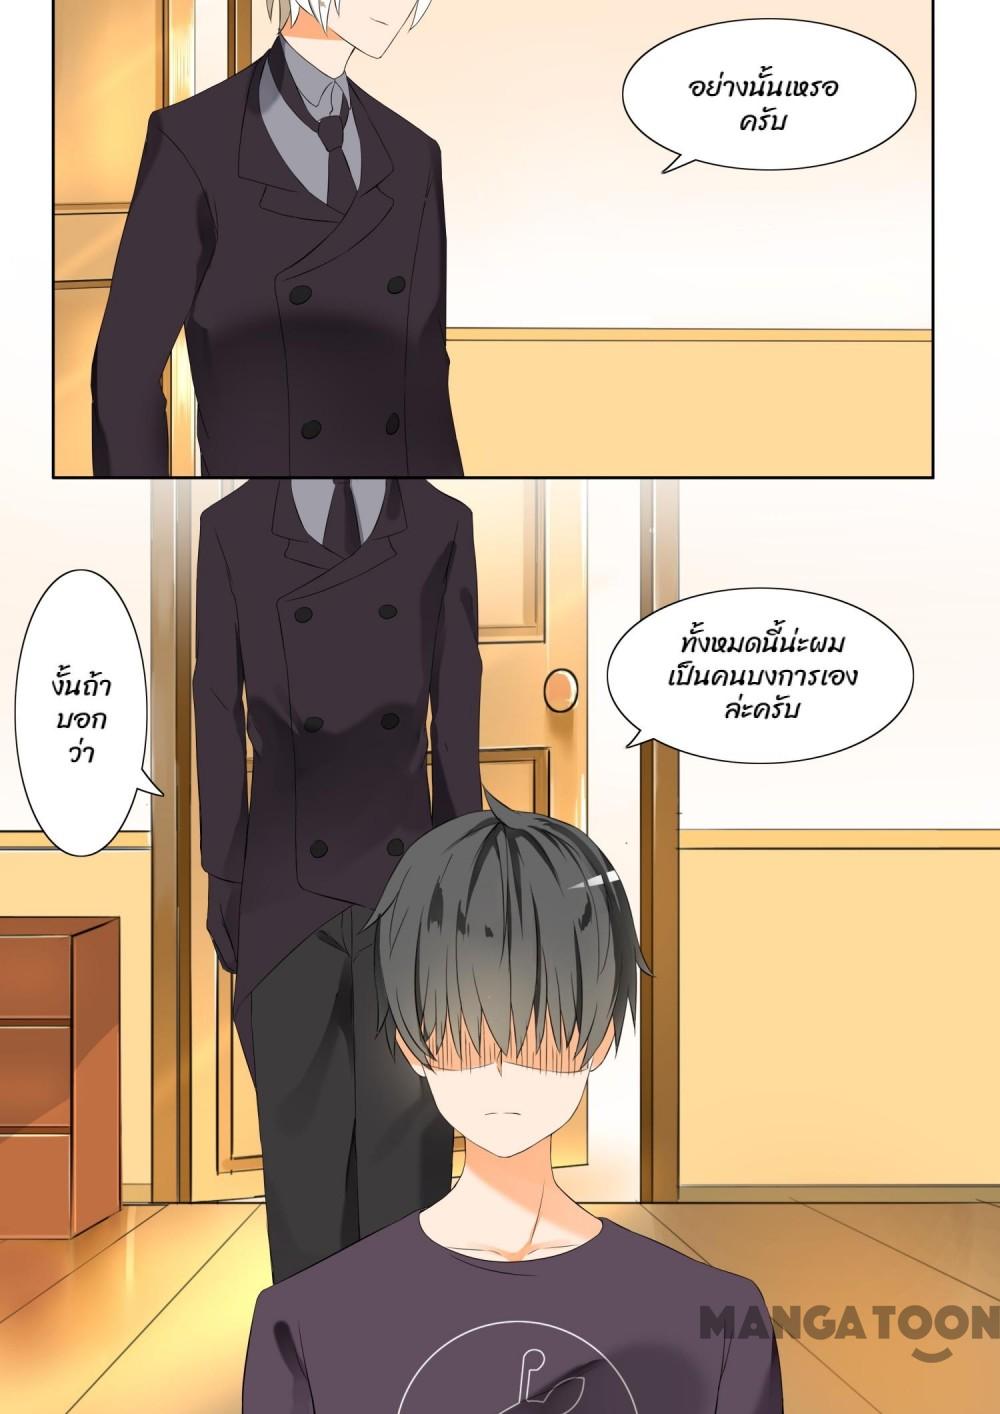 อย่างนั้นเหรอ
ครับ
งั้นถ้า
บอก
ว่า
ทั้งหมดนี้น่ะผม
เป็นคนบงการเอง
ล่ะครับ
MANGATOON